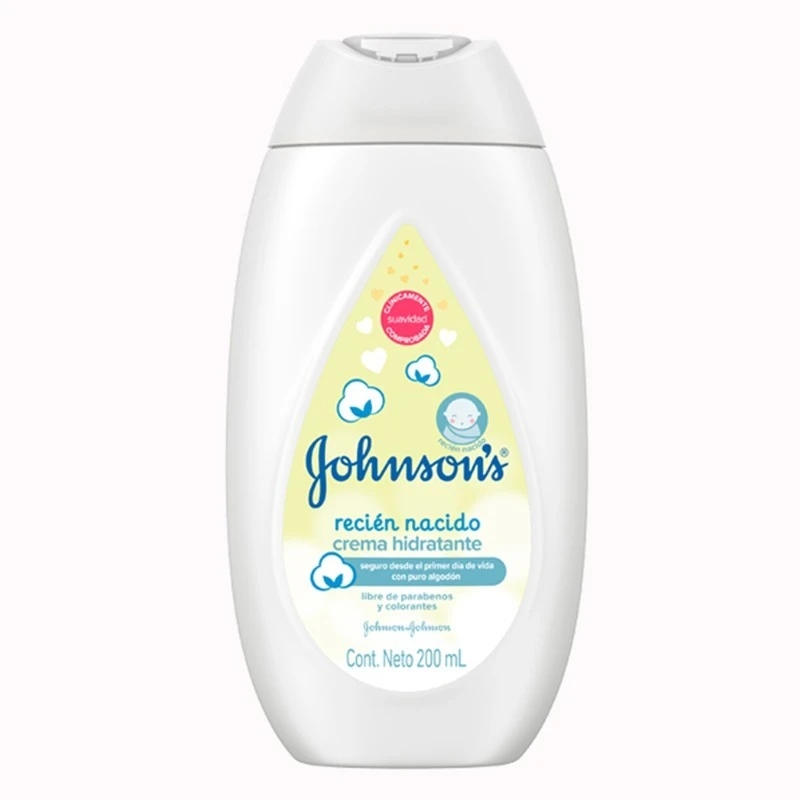 CLÍNICAMENTE
suavidad
COMPROBADA
recién nacido
Johnson's®
recién nacido
crema hidratante
seguro desde el primer día de vida
con puro algodón
libre de parabenos
y colorantes
Johnson+Johnson
Cont. Neto 200 mL